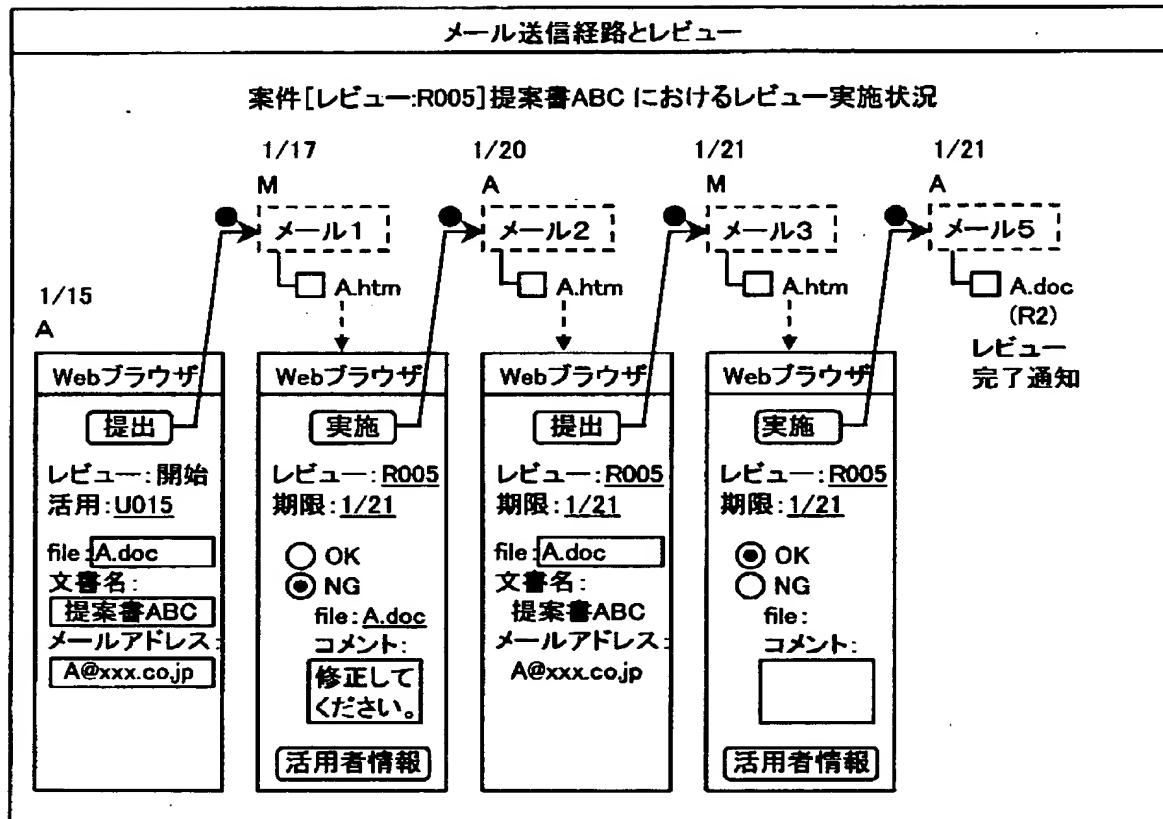 メール送信経路とレビュー
案件[レビュー:R005]提案書ABC におけるレビュー実施状況
1/15
A
Webブラウザ
提出
レビュー:開始
活用:U015
file:A.doc
文書名:
提案書ABC
メールアドレス:
A@xxx.co.jp
1/17
M
メール1
A.htm
Webブラウザ
実施
レビュー:R005
期限:1/21
OK
NG
file:A.doc
コメント:
修正して
ください。
活用者情報
1/20
A
メール2
A.htm
Webブラウザ
提出
レビュー:R005
期限:1/21
file:A.doc
文書名:
提案書ABC
メールアドレス:
A@xxx.co.jp
1/21
M
メール3
A.htm
Webブラウザ
実施
レビュー:R005
期限:1/21
OK
NG
file:
コメント:
活用者情報
1/21
A
メール5
A.doc
(R2)
レビュー
完了通知